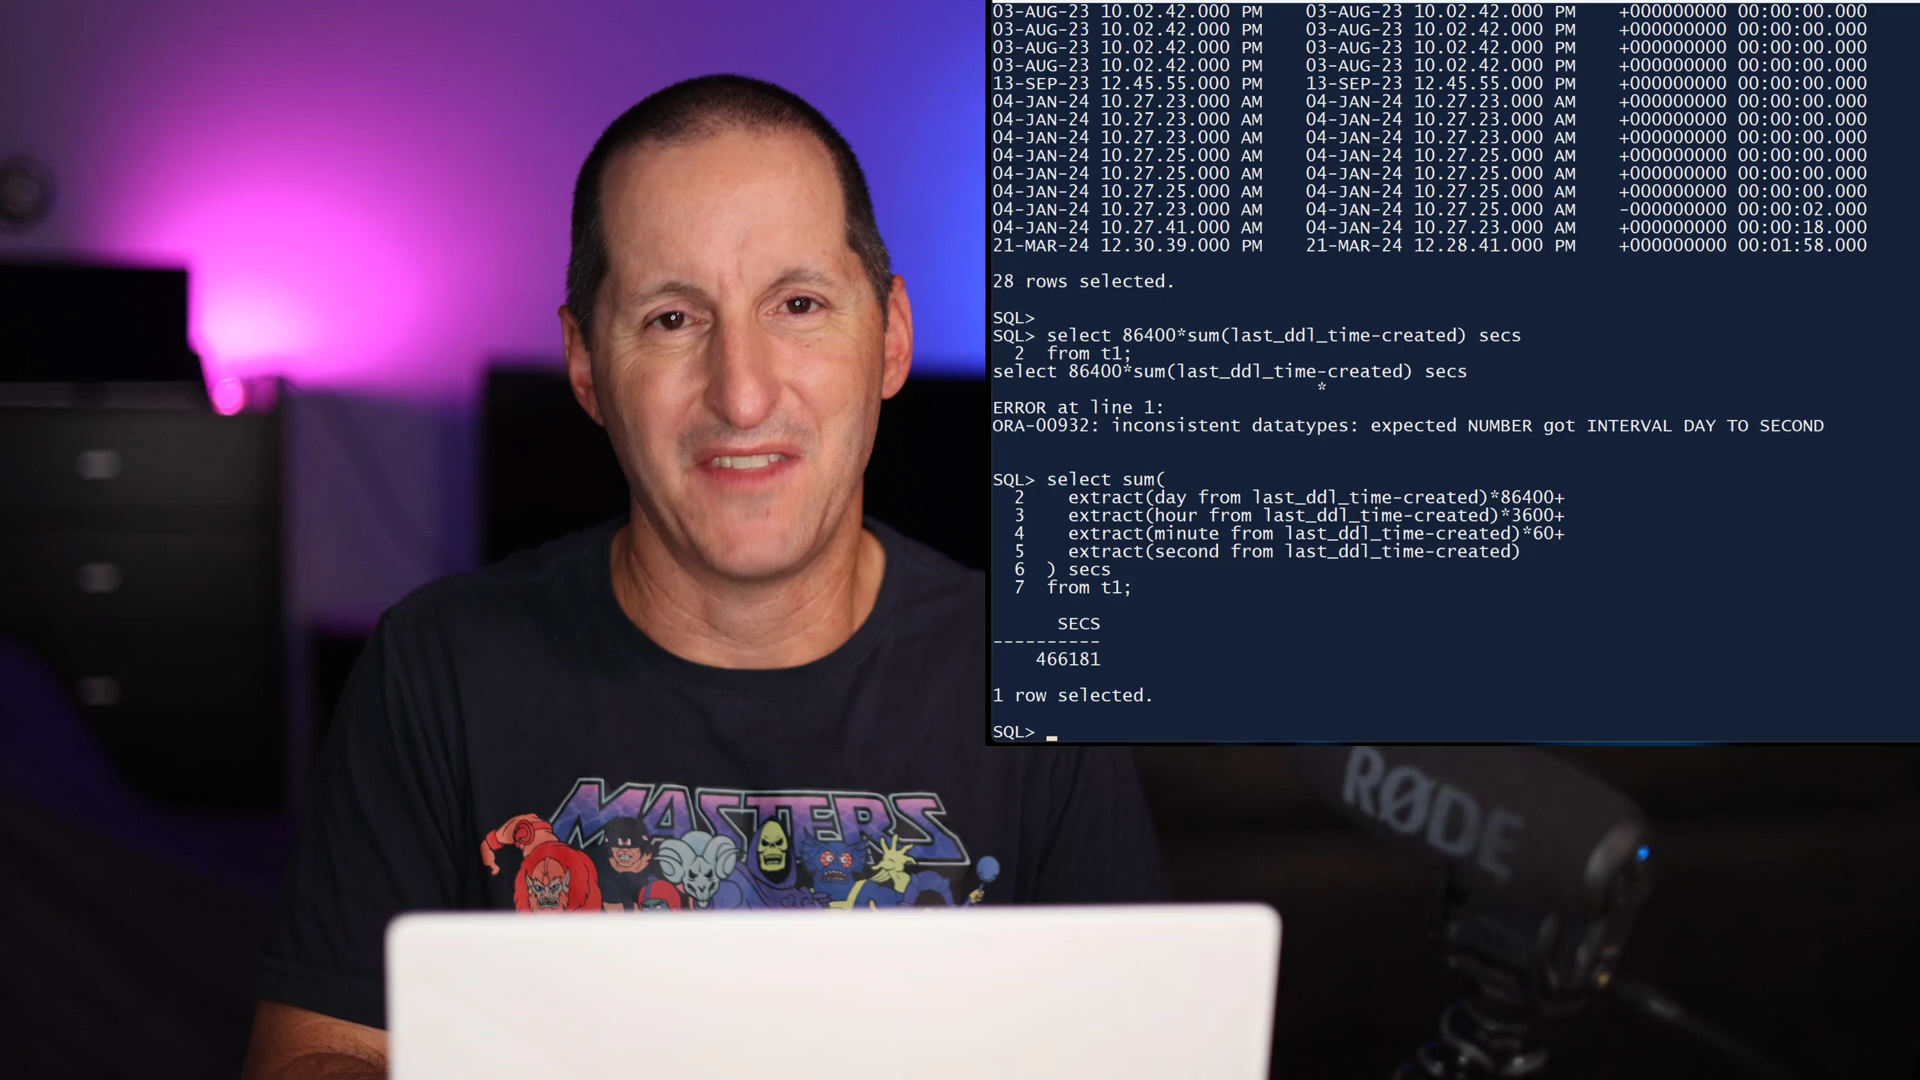 03-AUG-23 10.02.42.000 PM    03-AUG-23 10.02.42.000 PM    +000000000 00:00:00.000
03-AUG-23 10.02.42.000 PM    03-AUG-23 10.02.42.000 PM    +000000000 00:00:00.000
03-AUG-23 10.02.42.000 PM    03-AUG-23 10.02.42.000 PM    +000000000 00:00:00.000
03-AUG-23 10.02.42.000 PM    03-AUG-23 10.02.42.000 PM    +000000000 00:00:00.000
13-SEP-23 12.45.55.000 PM    13-SEP-23 12.45.55.000 PM    +000000000 00:00:00.000
04-JAN-24 10.27.23.000 AM    04-JAN-24 10.27.23.000 AM    +000000000 00:00:00.000
04-JAN-24 10.27.23.000 AM    04-JAN-24 10.27.23.000 AM    +000000000 00:00:00.000
04-JAN-24 10.27.23.000 AM    04-JAN-24 10.27.23.000 AM    +000000000 00:00:00.000
04-JAN-24 10.27.25.000 AM    04-JAN-24 10.27.25.000 AM    +000000000 00:00:00.000
04-JAN-24 10.27.25.000 AM    04-JAN-24 10.27.25.000 AM    +000000000 00:00:00.000
04-JAN-24 10.27.25.000 AM    04-JAN-24 10.27.25.000 AM    +000000000 00:00:00.000
04-JAN-24 10.27.23.000 AM    04-JAN-24 10.27.25.000 AM    -000000000 00:00:02.000
04-JAN-24 10.27.41.000 AM    04-JAN-24 10.27.23.000 AM    +000000000 00:00:18.000
21-MAR-24 12.30.39.000 PM    21-MAR-24 12.28.41.000 PM    +000000000 00:01:58.000
28 rows selected.
SQL>
SQL> select 86400*sum(last_ddl_time-created) secs
  2  from t1;
select 86400*sum(last_ddl_time-created) secs
*
ERROR at line 1:
ORA-00932: inconsistent datatypes: expected NUMBER got INTERVAL DAY TO SECOND
SQL> select sum(
  2    extract(day from last_ddl_time-created)*86400+
  3    extract(hour from last_ddl_time-created)*3600+
  4    extract(minute from last_ddl_time-created)*60+
  5    extract(second from last_ddl_time-created)
  6  ) secs
  7  from t1;
SECS
----------
466181
1 row selected.
SQL> _
MASTERS
RØDE